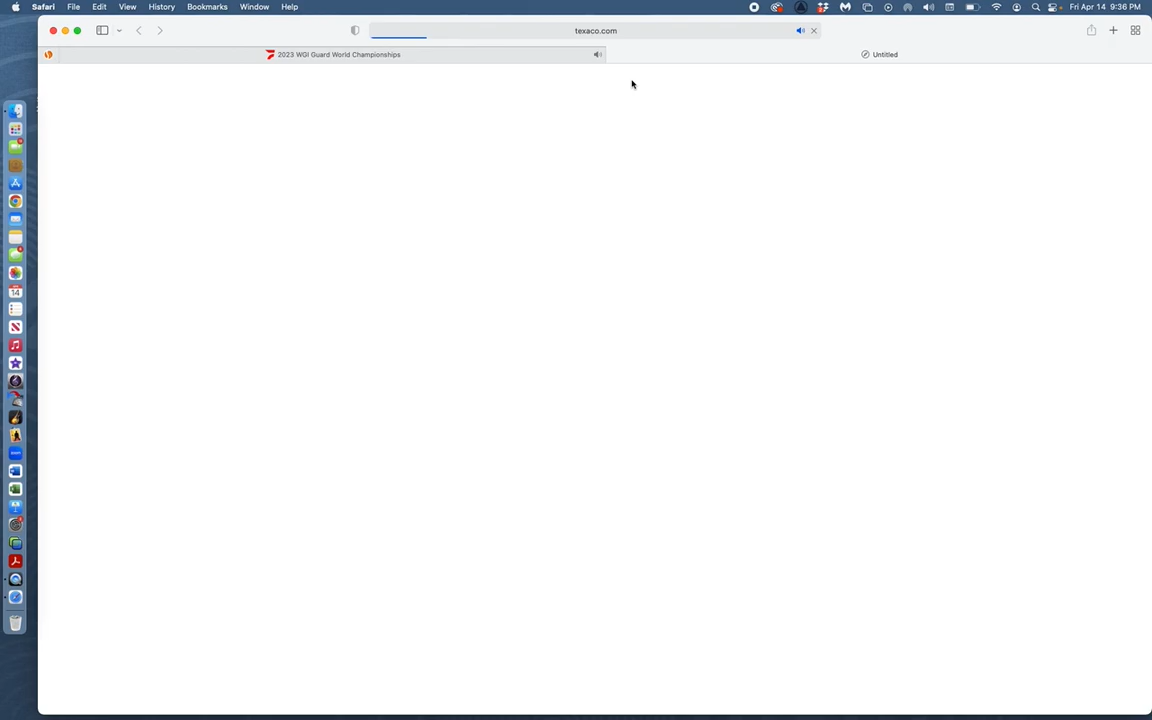 Safari File Edit View History Bookmarks Window Help Fri Apr 14 9:36 PM
texaco.com
2023 WGI Guard World Championships Untitled
14